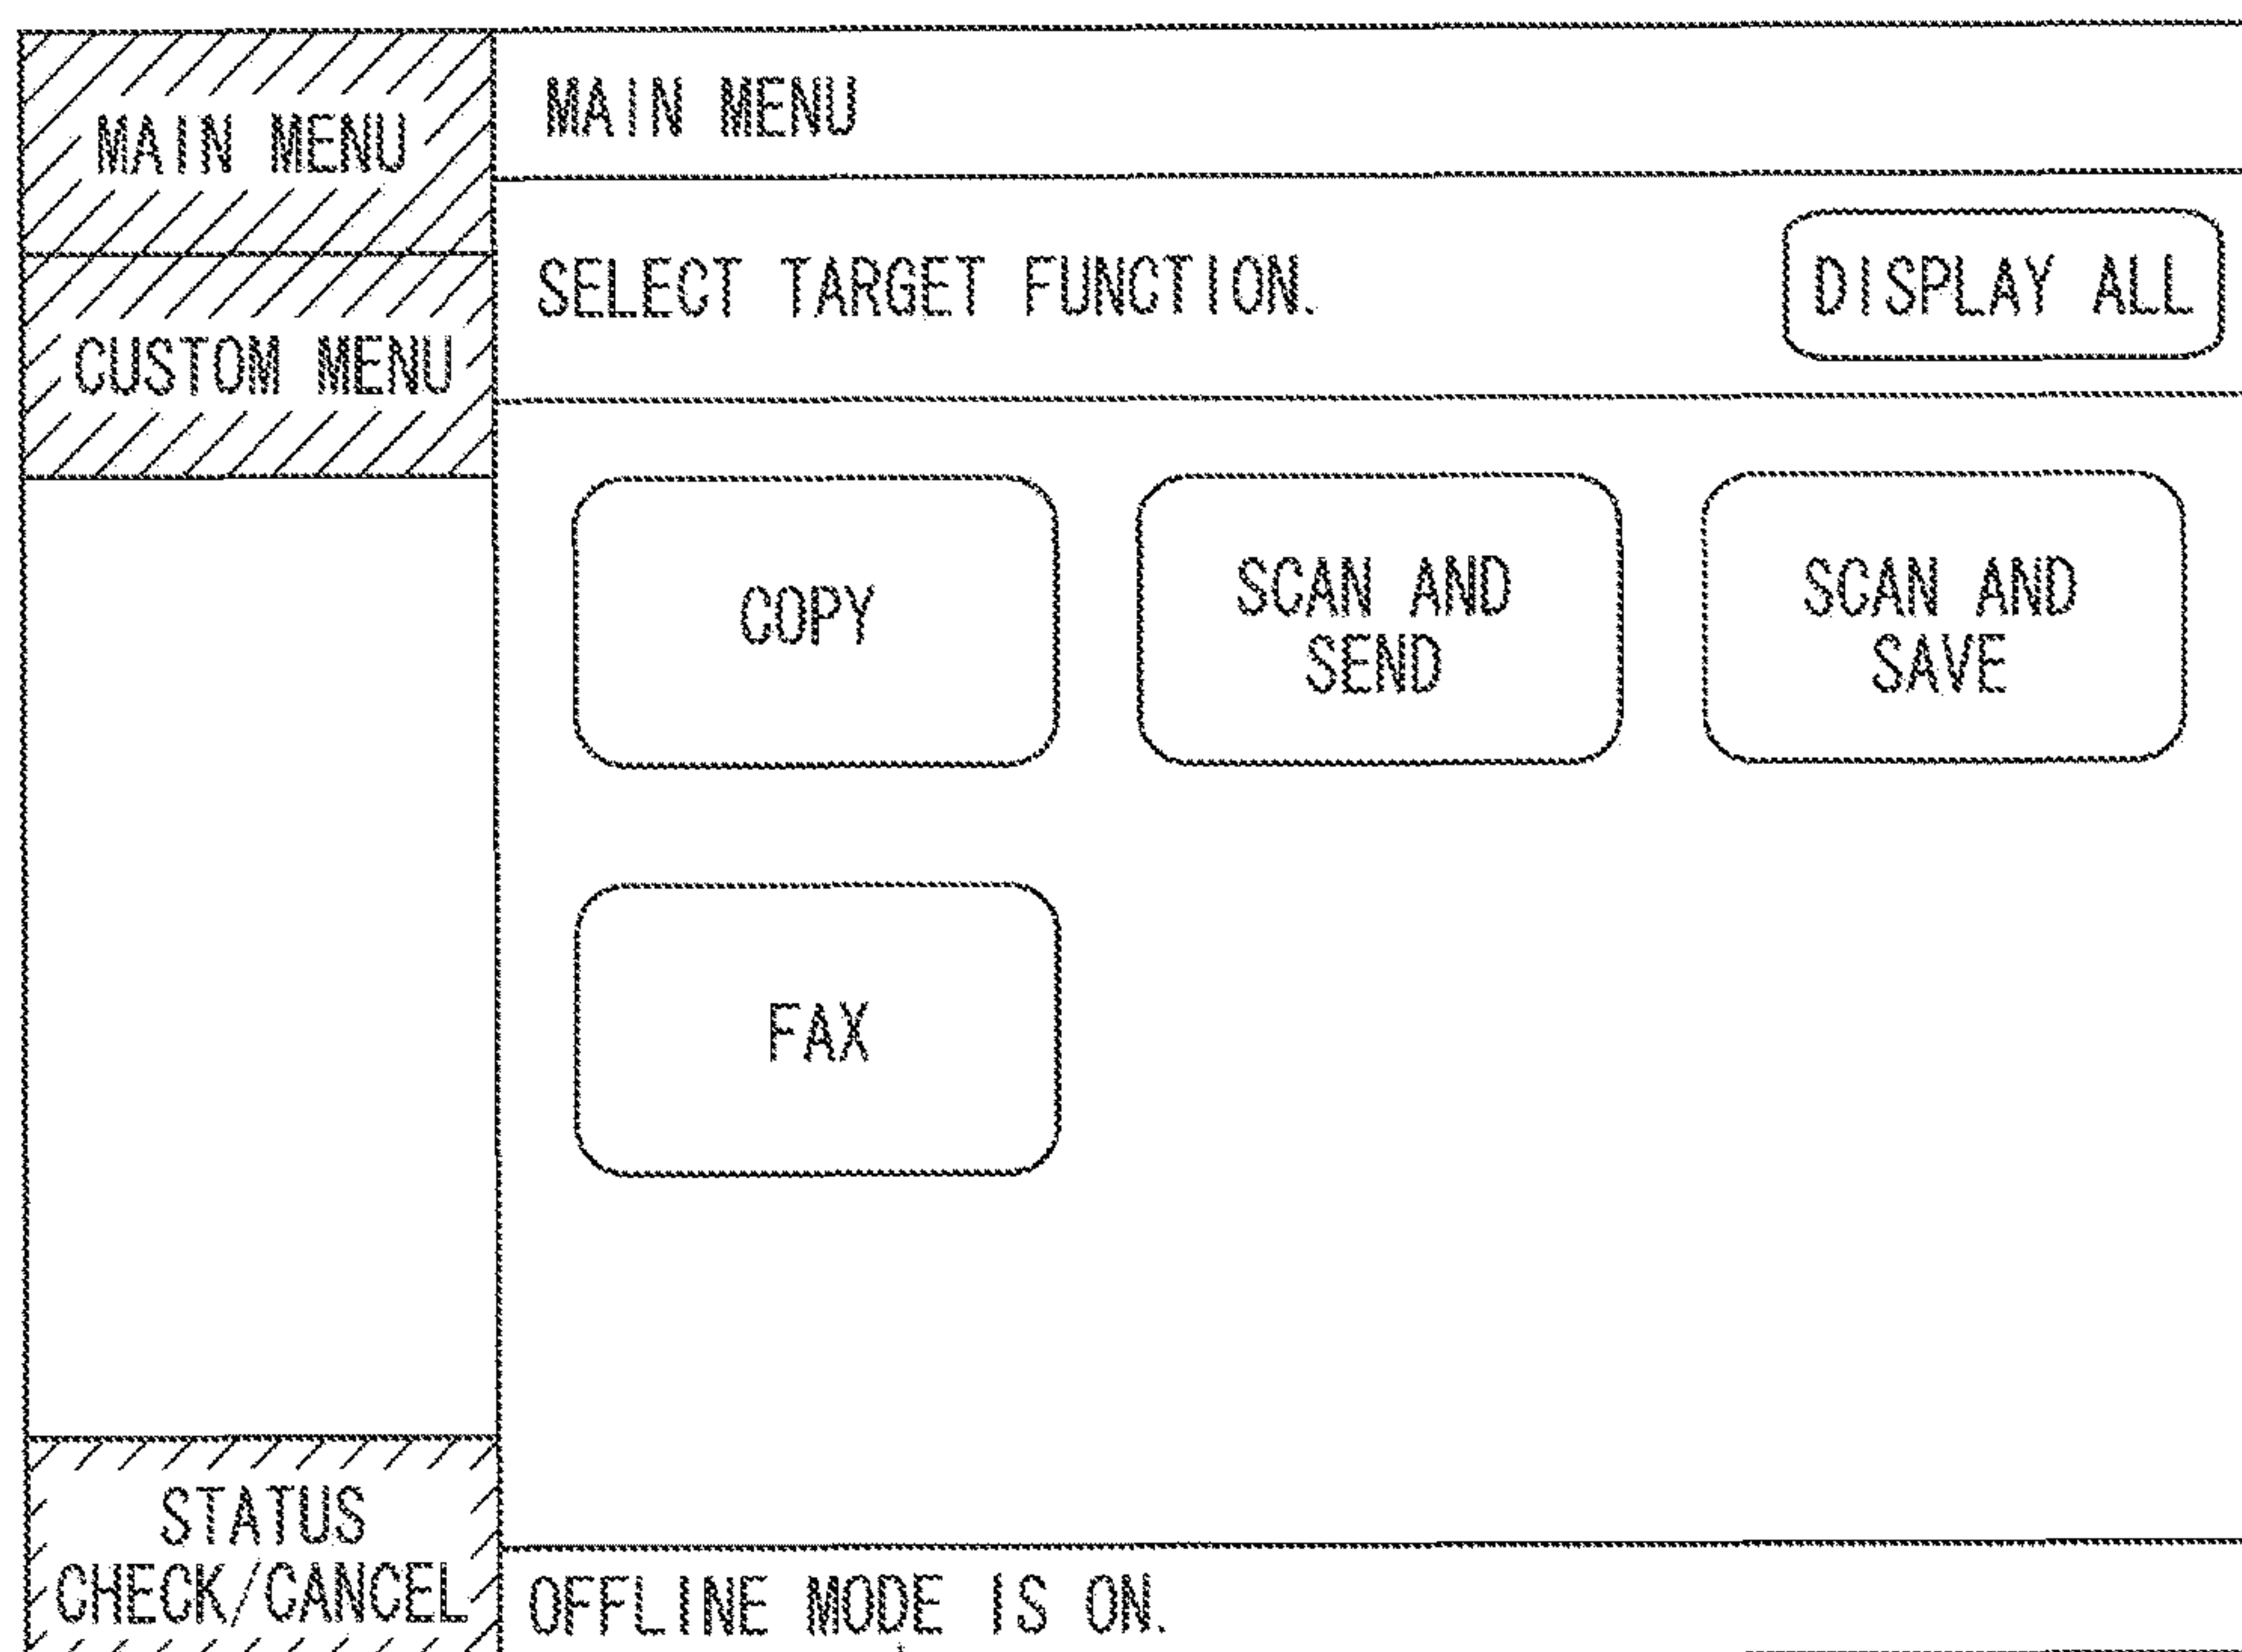 MAIN MENU
CUSTOM MENU
STATUS
CHECK/CANCEL
MAIN MENU
SELECT TARGET FUNCTION.
DISPLAY ALL
COPY
SCAN AND
SEND
SCAN AND
SAVE
FAX
OFFLINE MODE IS ON.